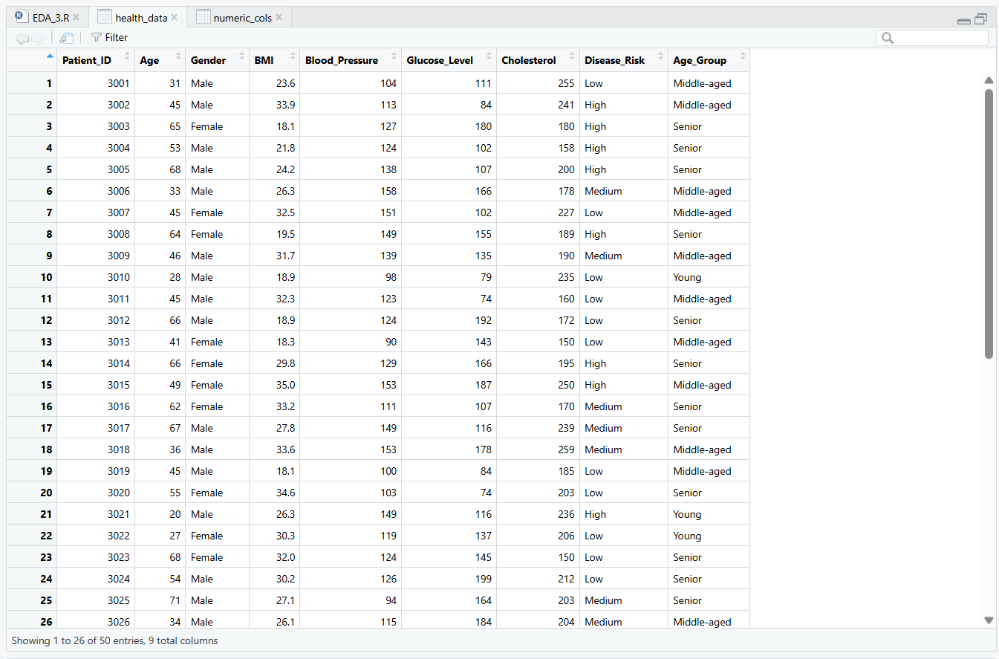 EDA_3.R health_data numeric_cols
Filter
Patient_ID Age Gender BMI Blood_Pressure Glucose_Level Cholesterol Disease_Risk Age_Group
1 3001 31 Male 23.6 104 111 255 Low Middle-aged
2 3002 45 Male 33.9 113 84 241 High Middle-aged
3 3003 65 Female 18.1 127 180 180 High Senior
4 3004 53 Male 21.8 124 102 158 High Senior
5 3005 68 Male 24.2 138 107 200 High Senior
6 3006 33 Male 26.3 158 166 178 Medium Middle-aged
7 3007 45 Female 32.5 151 102 227 Low Middle-aged
8 3008 64 Female 19.5 149 155 189 High Senior
9 3009 46 Male 31.7 139 135 190 Medium Middle-aged
10 3010 28 Male 18.9 98 79 235 Low Young
11 3011 45 Male 32.3 123 74 160 Low Middle-aged
12 3012 66 Male 18.9 124 192 172 Low Senior
13 3013 41 Female 18.3 90 143 150 Low Middle-aged
14 3014 66 Female 29.8 129 166 195 High Senior
15 3015 49 Female 35.0 153 187 250 High Middle-aged
16 3016 62 Female 33.2 111 107 170 Medium Senior
17 3017 67 Male 27.8 149 116 239 Medium Senior
18 3018 36 Male 33.6 153 178 259 Medium Middle-aged
19 3019 45 Male 18.1 100 84 185 Low Middle-aged
20 3020 55 Female 34.6 103 74 203 Low Senior
21 3021 20 Male 26.3 149 116 236 High Young
22 3022 27 Female 30.3 119 137 206 Low Young
23 3023 68 Female 32.0 124 145 150 Low Senior
24 3024 54 Male 30.2 126 199 212 Low Senior
25 3025 71 Male 27.1 94 164 203 Medium Senior
26 3026 34 Male 26.1 115 184 204 Medium Middle-aged
Showing 1 to 26 of 50 entries, 9 total columns